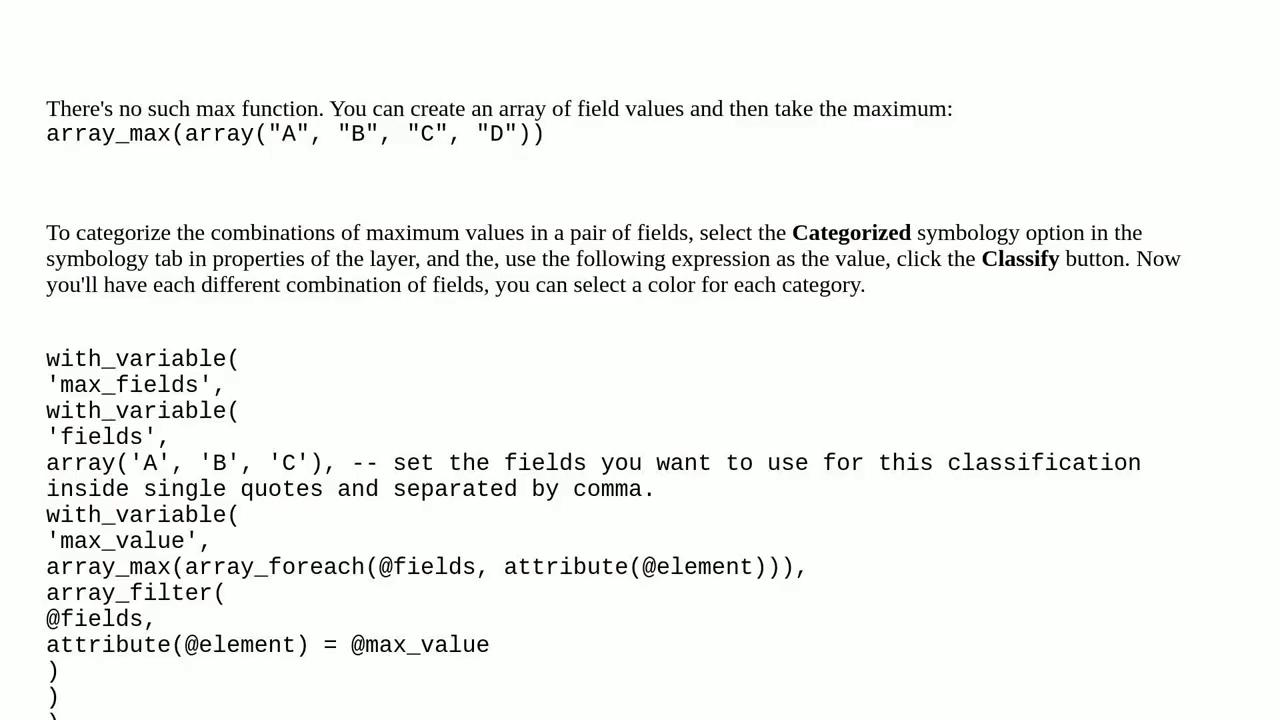 There's no such max function. You can create an array of field values and then take the maximum:
array_max(array("A", "B", "C", "D"))
To categorize the combinations of maximum values in a pair of fields, select the Categorized symbology option in the
symbology tab in properties of the layer, and the, use the following expression as the value, click the Classify button. Now
you'll have each different combination of fields, you can select a color for each category.
with_variable(
'max_fields',
with_variable(
'fields',
array('A', 'B', 'C'), -- set the fields you want to use for this classification
inside single quotes and separated by comma.
with_variable(
'max_value',
array_max(array_foreach(@fields, attribute(@element))),
array_filter(
@fields,
attribute(@element) = @max_value
)
)
)